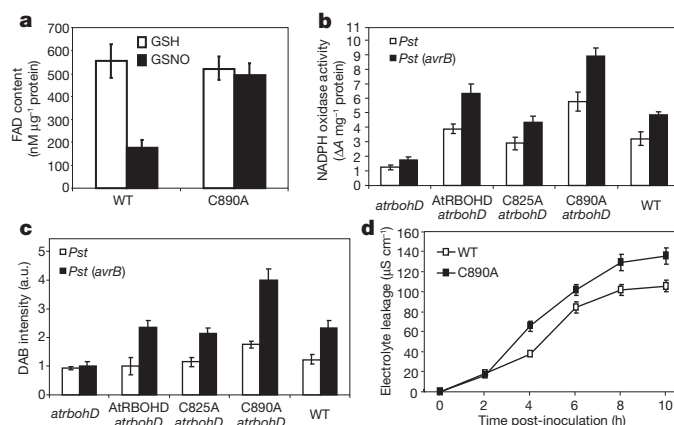 a
GSH
GSNO
FAD content
(nM µg⁻¹ protein)
700
600
500
400
300
200
100
0
WT
C890A
b
Pst
Pst (avrB)
NADPH oxidase activity
(ΔA mg⁻¹ protein)
11
10
9
8
7
6
5
4
3
2
1
0
atrbohD
AtRBOHD
atrbohD
C825A
atrbohD
C890A
atrbohD
WT
c
Pst
Pst (avrB)
DAB intensity (a.u.)
5
4
3
2
1
0
atrbohD
AtRBOHD
atrbohD
C825A
atrbohD
C890A
atrbohD
WT
d
WT
C890A
Electrolyte leakage (µS cm⁻¹)
160
140
120
100
80
60
40
20
0
0 2 4 6 8 10
Time post-inoculation (h)